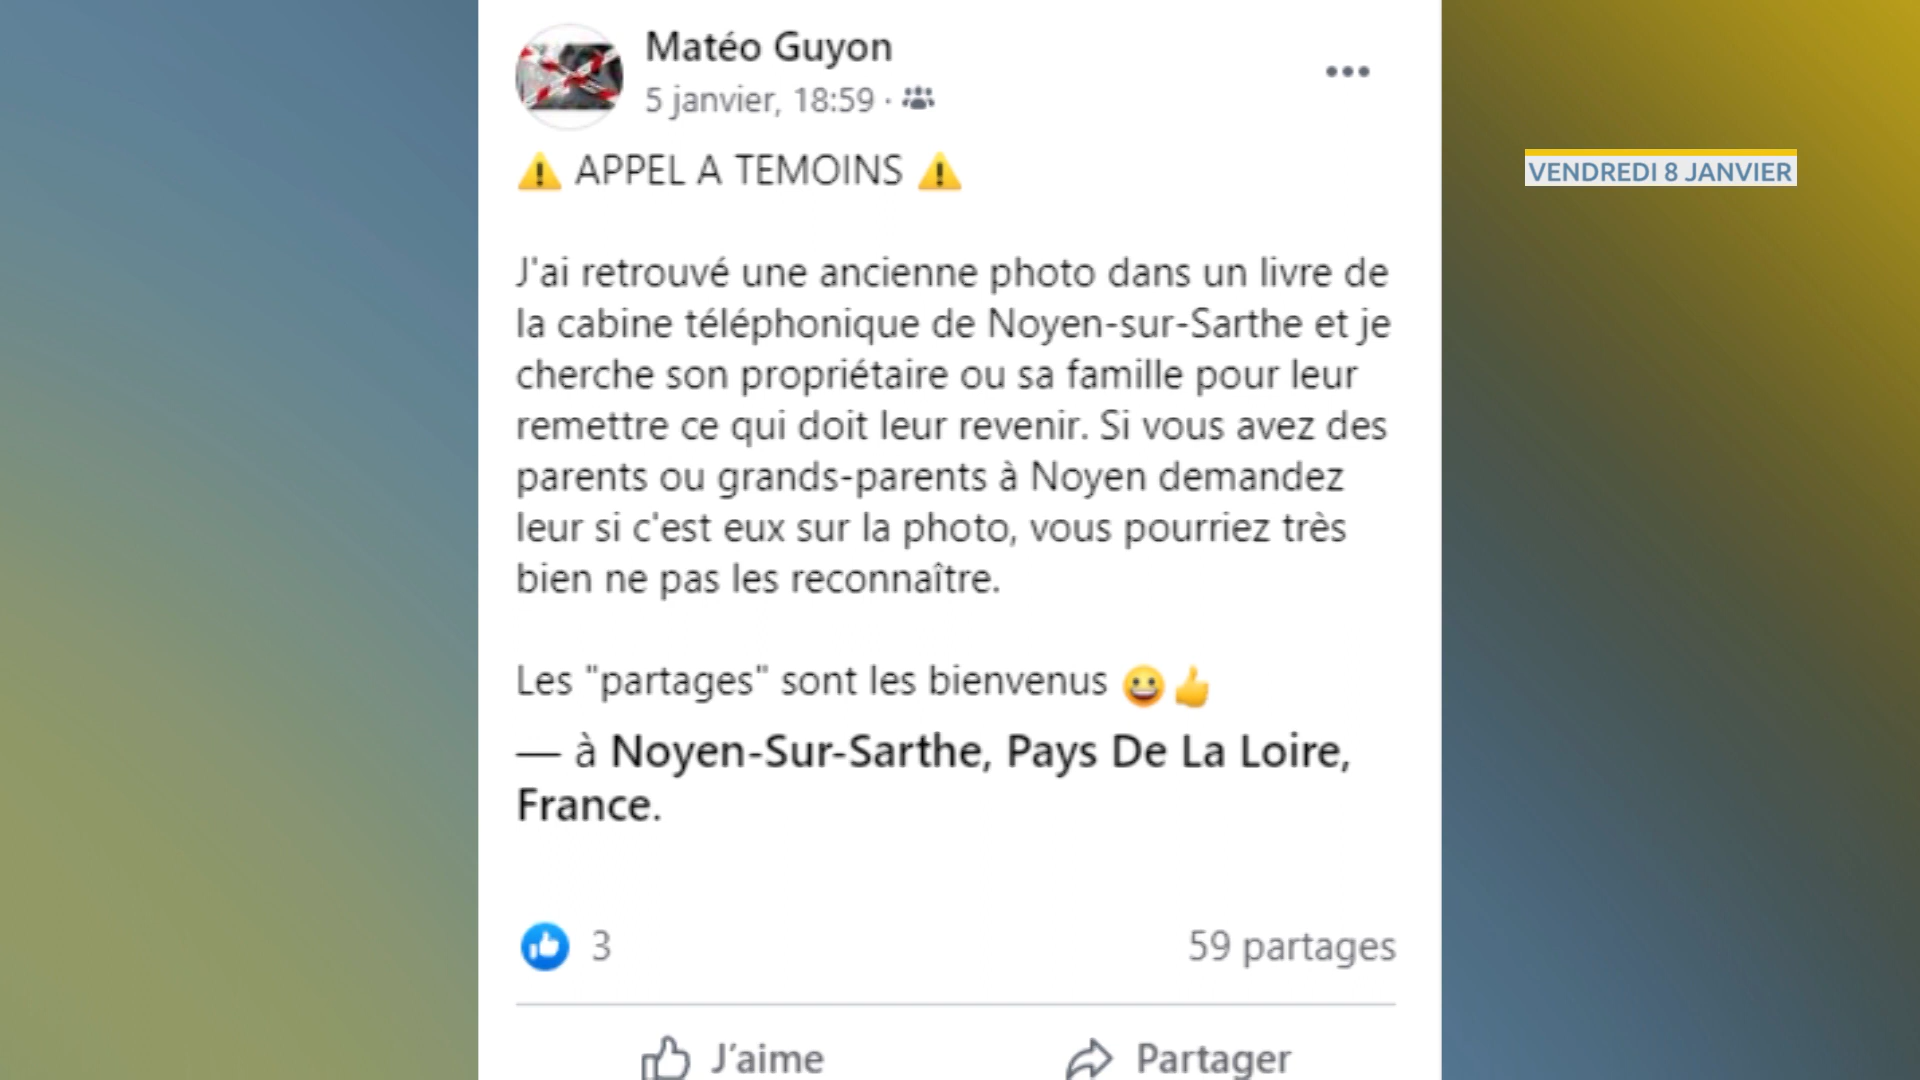 Matéo Guyon
5 janvier, 18:59 ·
VENDREDI 8 JANVIER
⚠️ APPEL A TEMOINS ⚠️
J'ai retrouvé une ancienne photo dans un livre de
la cabine téléphonique de Noyen-sur-Sarthe et je
cherche son propriétaire ou sa famille pour leur
remettre ce qui doit leur revenir. Si vous avez des
parents ou grands-parents à Noyen demandez
leur si c'est eux sur la photo, vous pourriez très
bien ne pas les reconnaître.
Les "partages" sont les bienvenus 😀👍
— à Noyen-Sur-Sarthe, Pays De La Loire,
France.
3
59 partages
J'aime
Partager